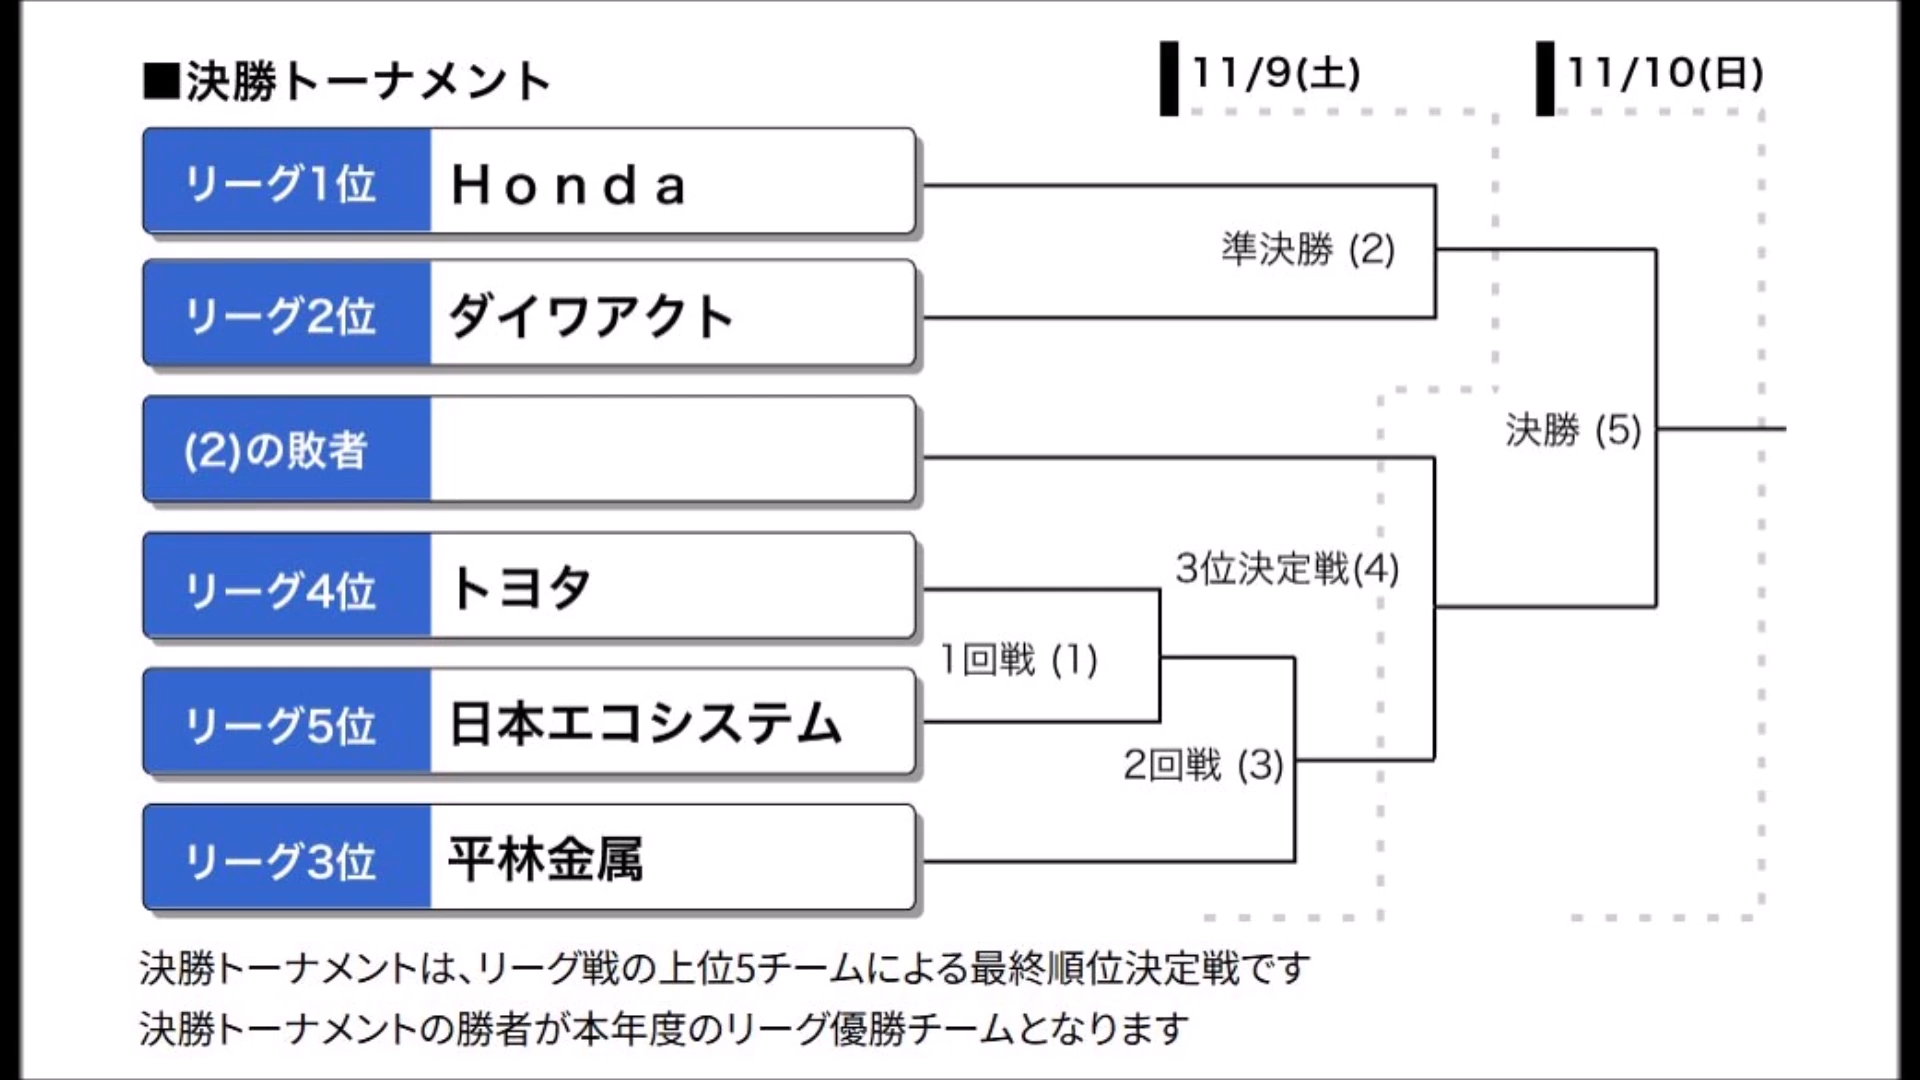 ■決勝トーナメント
11/9(土)
11/10(日)
リーグ1位
Honda
準決勝 (2)
リーグ2位
ダイワアクト
決勝 (5)
(2)の敗者
3位決定戦(4)
リーグ4位
トヨタ
1回戦 (1)
リーグ5位
日本エコシステム
2回戦 (3)
リーグ3位
平林金属
決勝トーナメントは、リーグ戦の上位5チームによる最終順位決定戦です
決勝トーナメントの勝者が本年度のリーグ優勝チームとなります